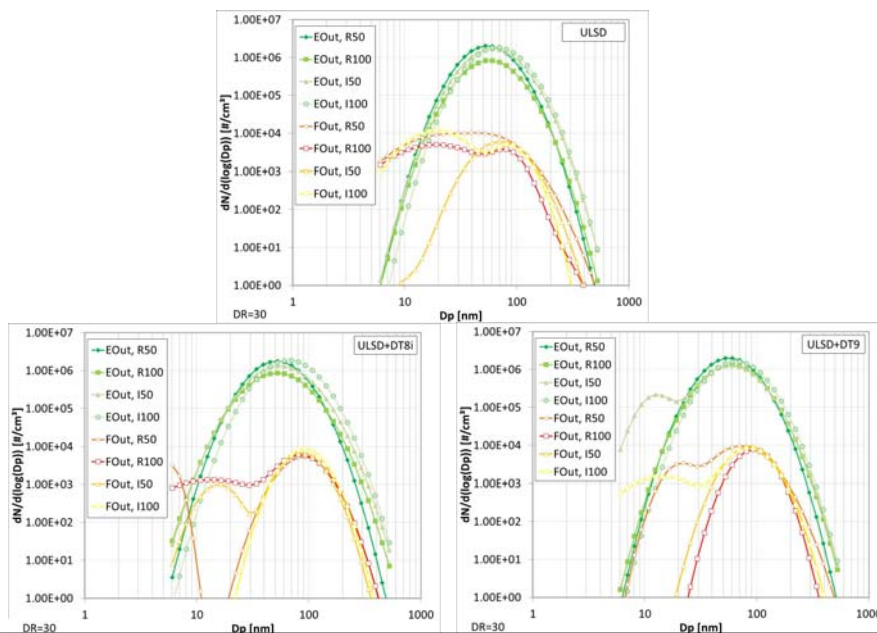 ULSD
dN/d(log(Dp)) [#/cm³]
1.00E+07
1.00E+06
1.00E+05
1.00E+04
1.00E+03
1.00E+02
1.00E+01
1.00E+00
EOut, R50
EOut, R100
EOut, I50
EOut, I100
FOut, R50
FOut, R100
FOut, I50
FOut, I100
1 10 100 1000
DR=30 Dp [nm]
ULSD+DT8i
dN/d(log(Dp)) [#/cm³]
1.00E+07
1.00E+06
1.00E+05
1.00E+04
1.00E+03
1.00E+02
1.00E+01
1.00E+00
EOut, R50
EOut, R100
EOut, I50
EOut, I100
FOut, R50
FOut, R100
FOut, I50
FOut, I100
1 10 100 1000
DR=30 Dp [nm]
ULSD+DT9
dN/d(log(Dp)) [#/cm³]
1.00E+07
1.00E+06
1.00E+05
1.00E+04
1.00E+03
1.00E+02
1.00E+01
1.00E+00
EOut, R50
EOut, R100
EOut, I50
EOut, I100
FOut, R50
FOut, R100
FOut, I50
FOut, I100
1 10 100 1000
DR=30 Dp [nm]